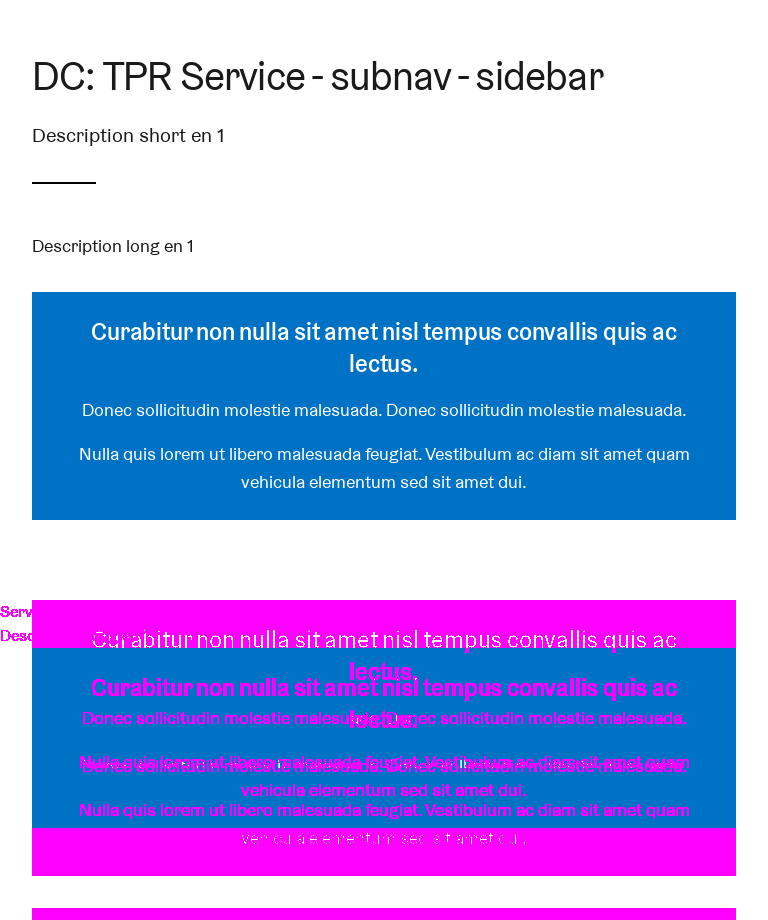 DC: TPR Service - subnav - sidebar
Description short en 1
Description long en 1
Curabitur non nulla sit amet nisl tempus convallis quis ac
lectus.
Donec sollicitudin molestie malesuada. Donec sollicitudin molestie malesuada.
Nulla quis lorem ut libero malesuada feugiat. Vestibulum ac diam sit amet quam
vehicula elementum sed sit amet dui.
Serv
Desc
Curabitur non nulla sit amet nisl tempus convallis quis ac
lectus.
Curabitur non nulla sit amet nisl tempus convallis quis ac
lectus.
Donec sollicitudin molestie malesuada. Donec sollicitudin molestie malesuada.
Nulla quis lorem ut libero malesuada feugiat. Vestibulum ac diam sit amet quam
Donec sollicitudin molestie malesuada. Donec sollicitudin molestie malesuada.
vehicula elementum sed sit amet dui.
Nulla quis lorem ut libero malesuada feugiat. Vestibulum ac diam sit amet quam
vehicula elementum sed sit amet dui.